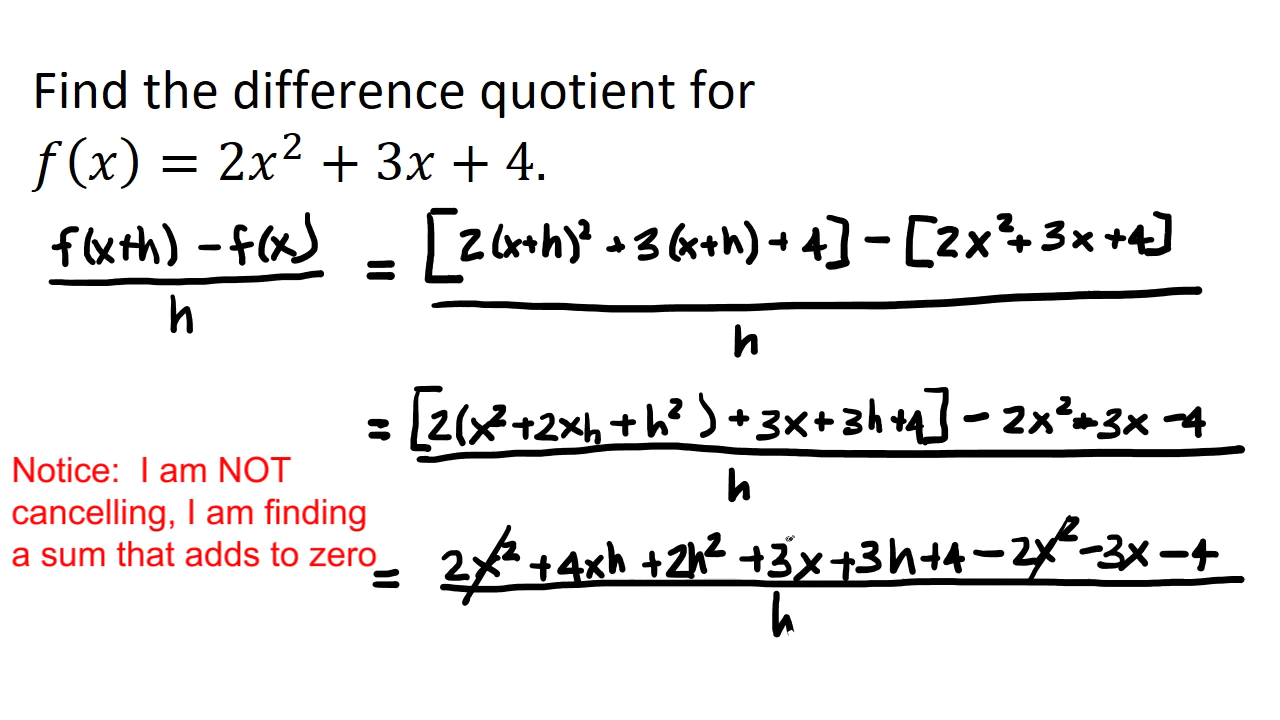 Find the difference quotient for
f(x) = 2x² + 3x + 4.
f(x+h) - f(x) / h = [2(x+h)² + 3(x+h) + 4] - [2x² + 3x + 4] / h
= [2(x² + 2xh + h²) + 3x + 3h + 4] - 2x² + 3x - 4 / h
Notice: I am NOT
cancelling, I am finding
a sum that adds to zero
= 2x² + 4xh + 2h² + 3x + 3h + 4 - 2x² - 3x - 4 / h